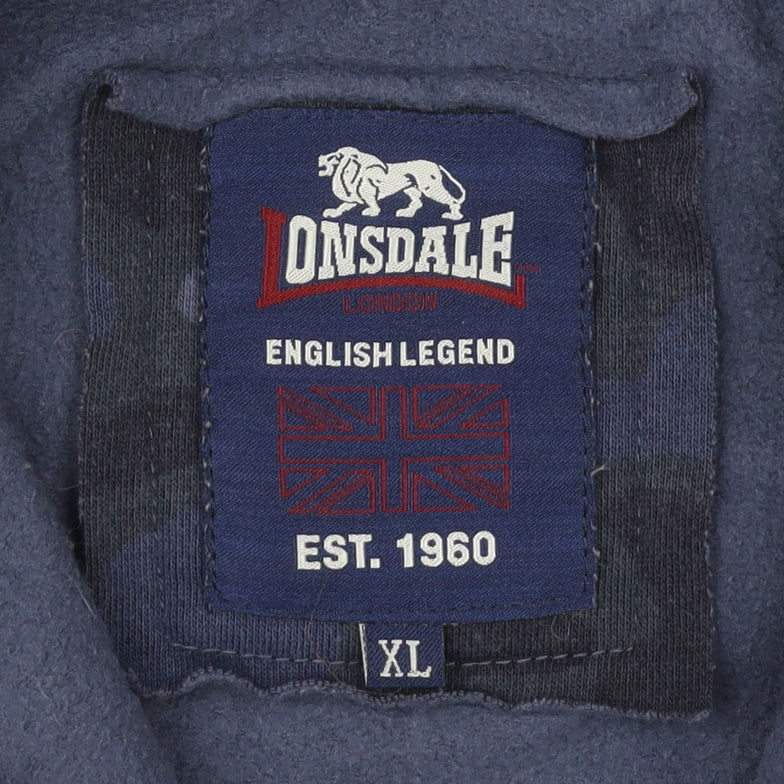 LONSDALE
LONDON
ENGLISH LEGEND
EST. 1960
XL